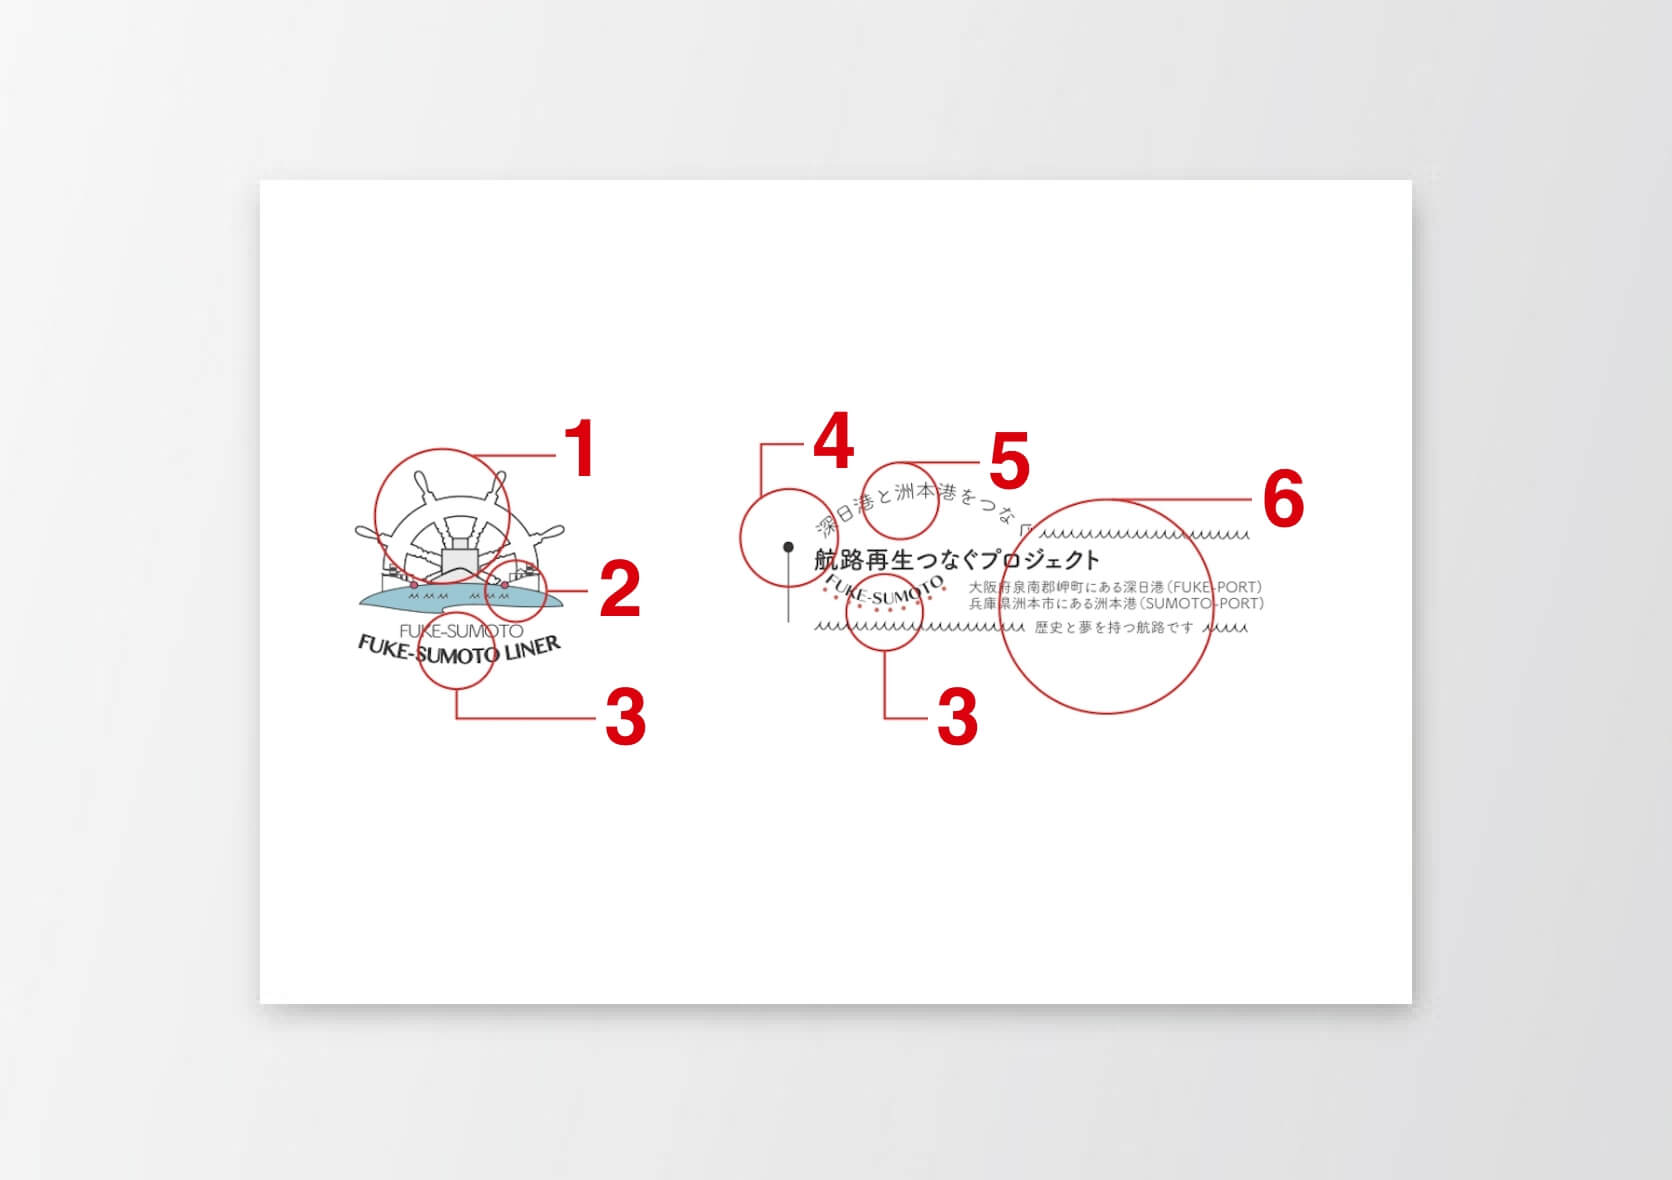 1
2
FUKE-SUMOTO
FUKE-SUMOTO LINER
3
4
5
6
深日港と洲本港をつなぐ
航路再生つなぐプロジェクト
FUKE-SUMOTO
大阪府泉南郡岬町にある深日港（FUKE-PORT）
兵庫県洲本市にある洲本港（SUMOTO-PORT）
歴史と夢を持つ航路です
3